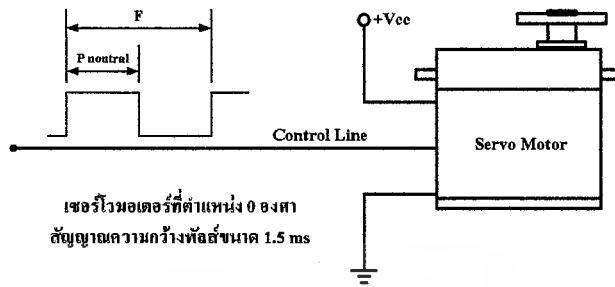 F
P noutral
+Vcc
Control Line
Servo Motor
เซอร์โวมอเตอร์ที่ตำแหน่ง 0 องศา
สัญญาณความกว้างพัลส์ขนาด 1.5 ms